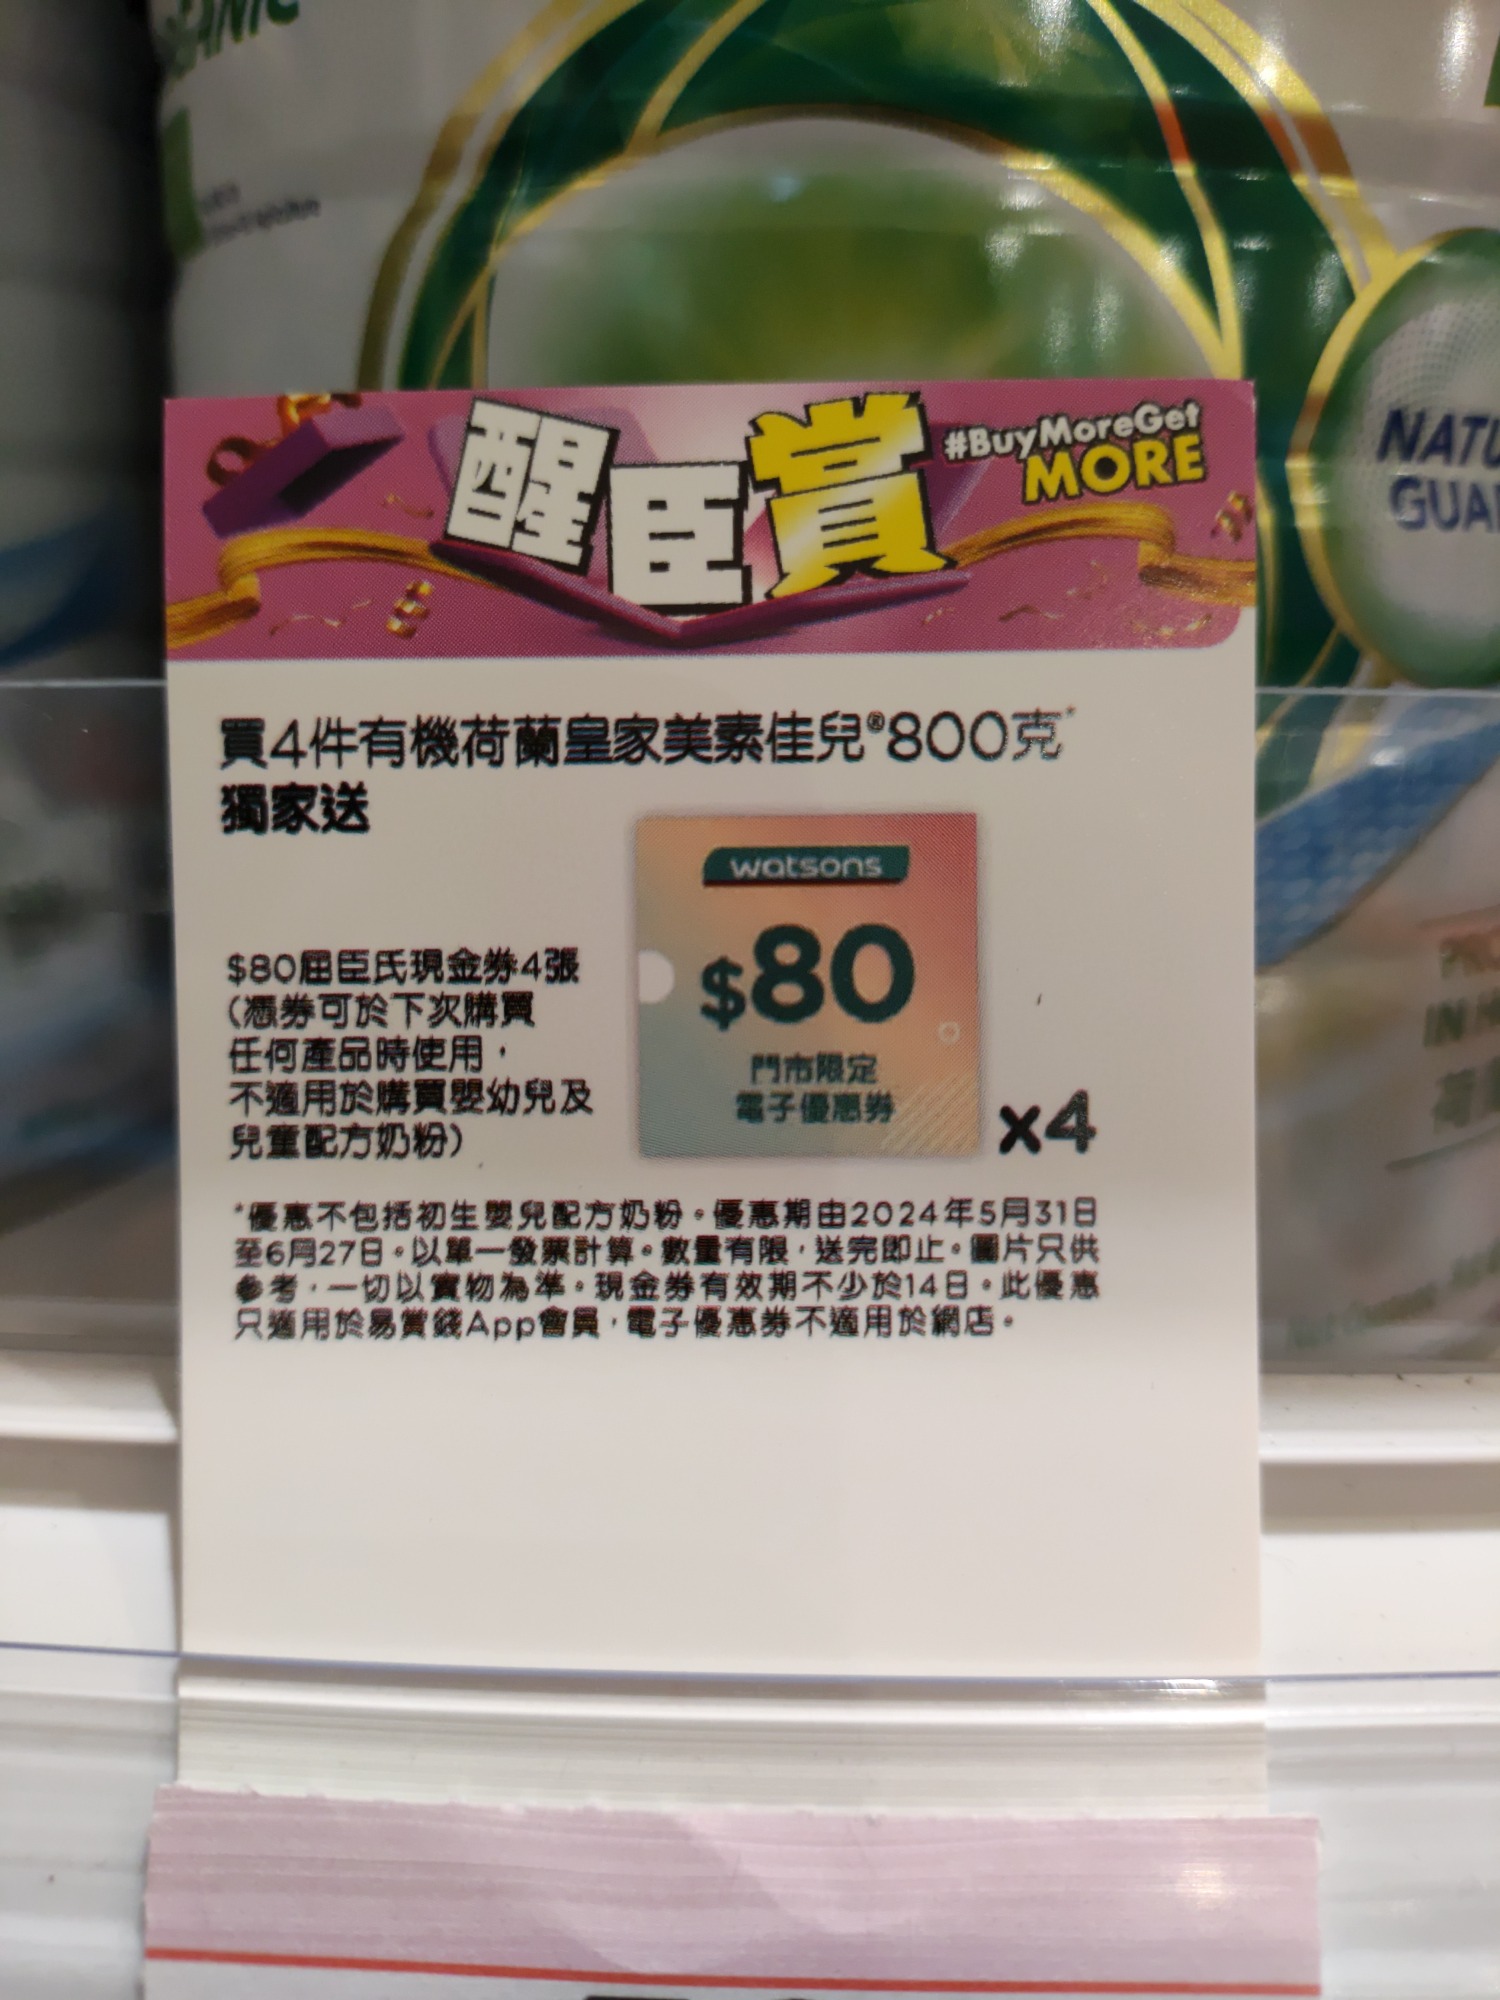 ANIC
醒臣賞
#BuyMoreGet
MORE
NATU
GUA
買4件有機荷蘭皇家美素佳兒®800克*
獨家送
watsons
$80
門市限定
電子優惠券
x4
$80屈臣氏現金券4張
(憑券可於下次購買
任何產品時使用，
不適用於購買嬰幼兒及
兒童配方奶粉)
*優惠不包括初生嬰兒配方奶粉。優惠期由2024年5月31日
至6月27日。以單一發票計算。數量有限，送完即止。圖片只供
參考，一切以實物為準。現金券有效期不少於14日。此優惠
只適用於易賞錢App會員，電子優惠券不適用於網店。